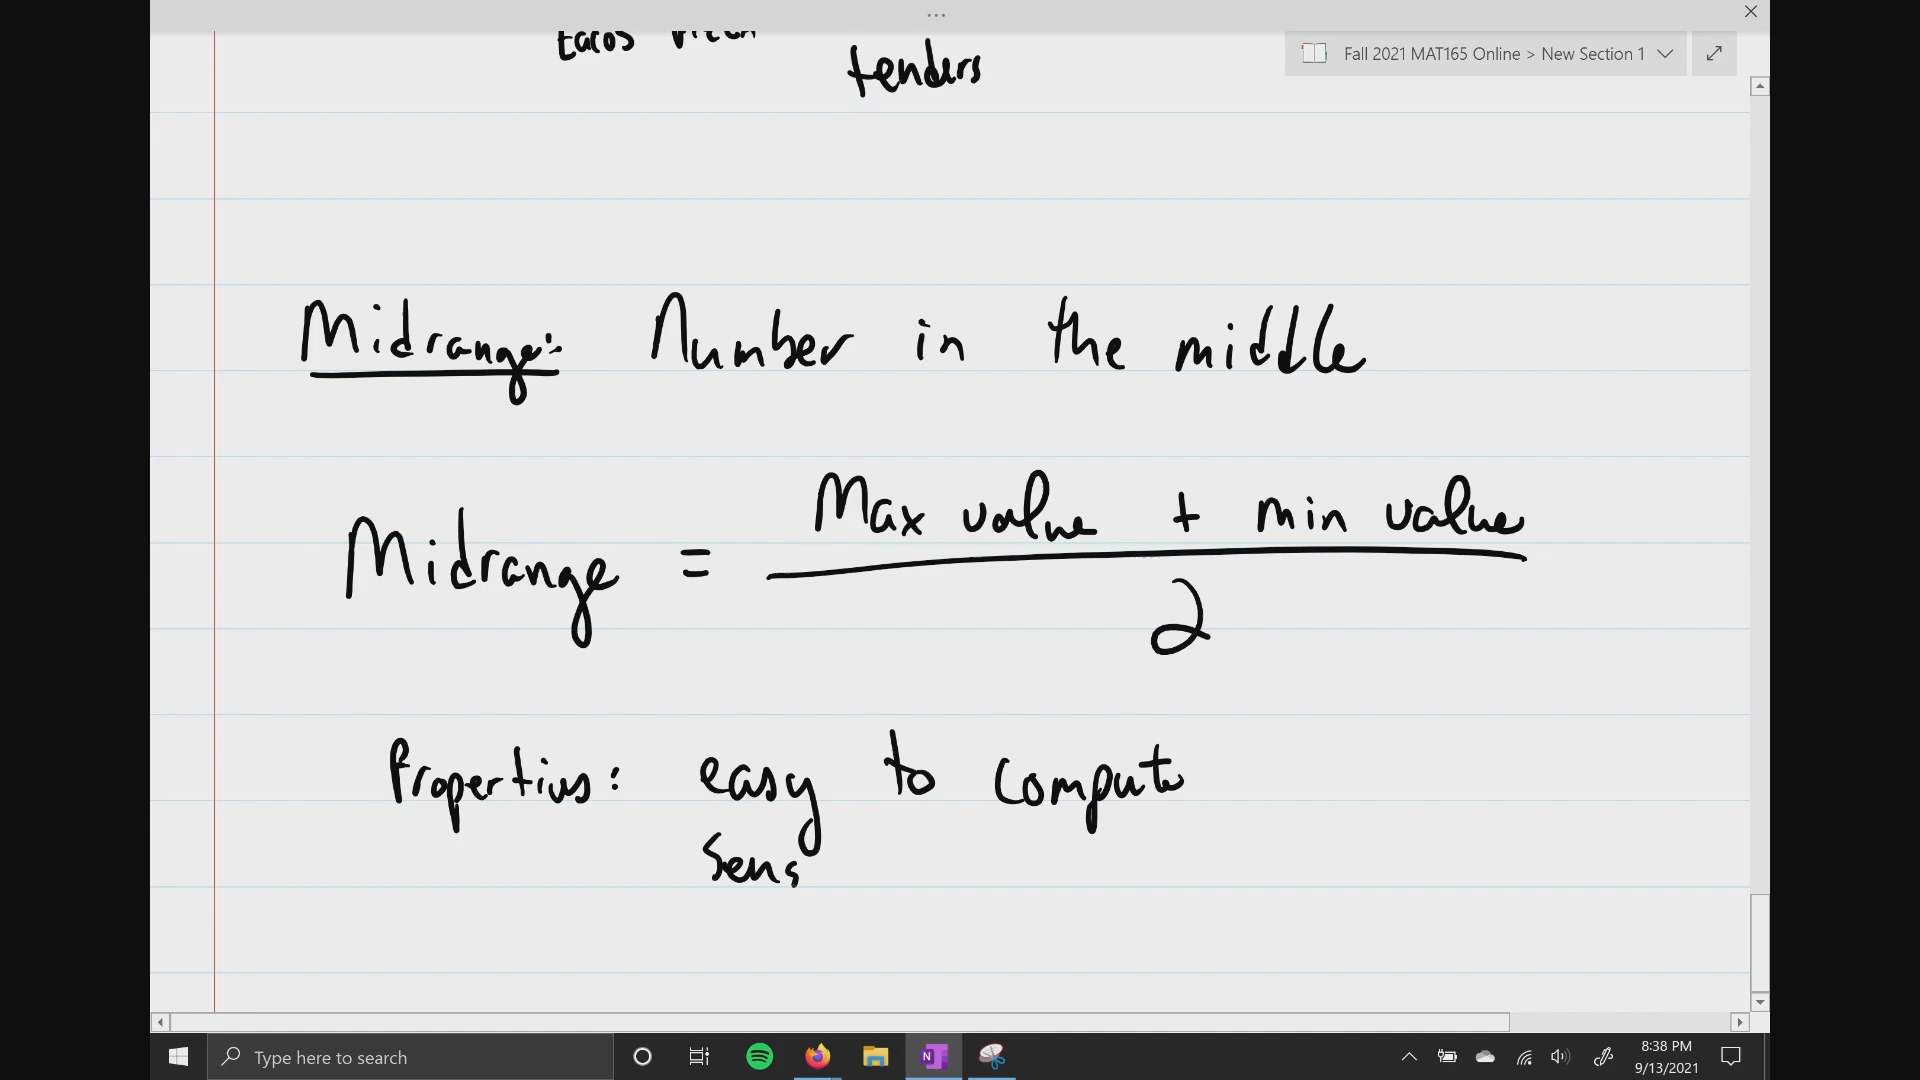 tacos
tenders
Fall 2021 MAT165 Online > New Section 1
Midrange: Number in the middle
Midrange = Max value + min value
2
Properties: easy to compute
Sens
Type here to search
8:38 PM
9/13/2021